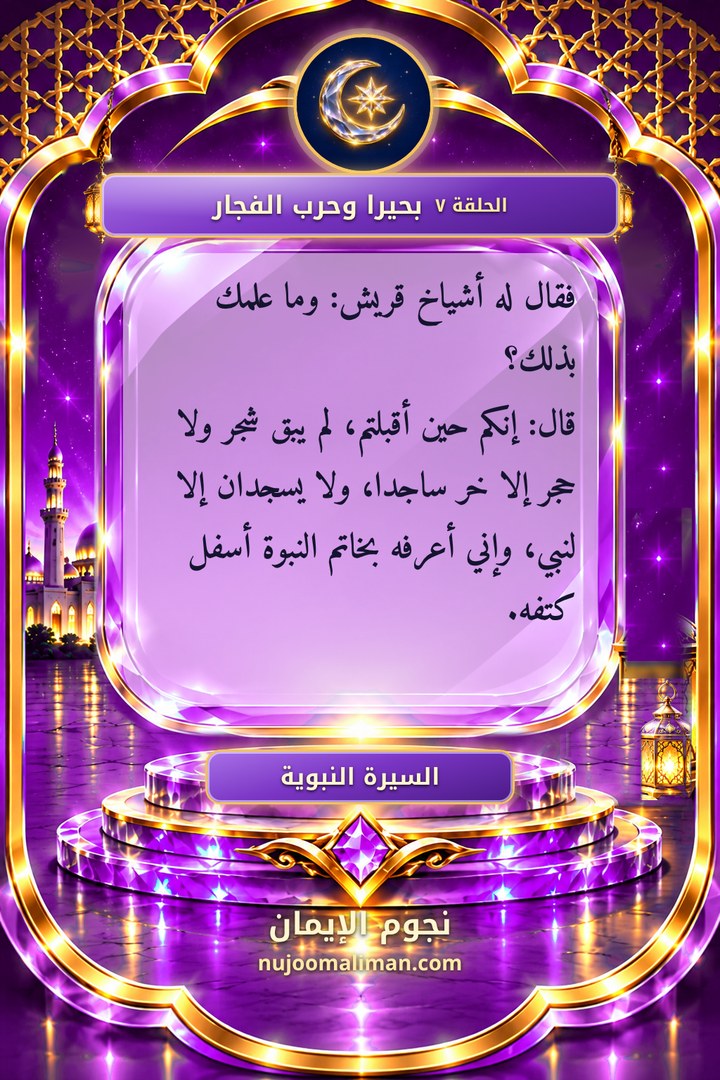 الحلقة ٧ بحيرا وحرب الفجار
فقال له أشياخ قريش: وما علمك
بذلك؟
قال: إنكم حين أقبلتم، لم يبق شجر ولا
حجر إلا خر ساجدا، ولا يسجدان إلا
لنبي، وإني أعرفه بخاتم النبوة أسفل
كتفه.
السيرة النبوية
نجوم الإيمان
nujoomaliman.com